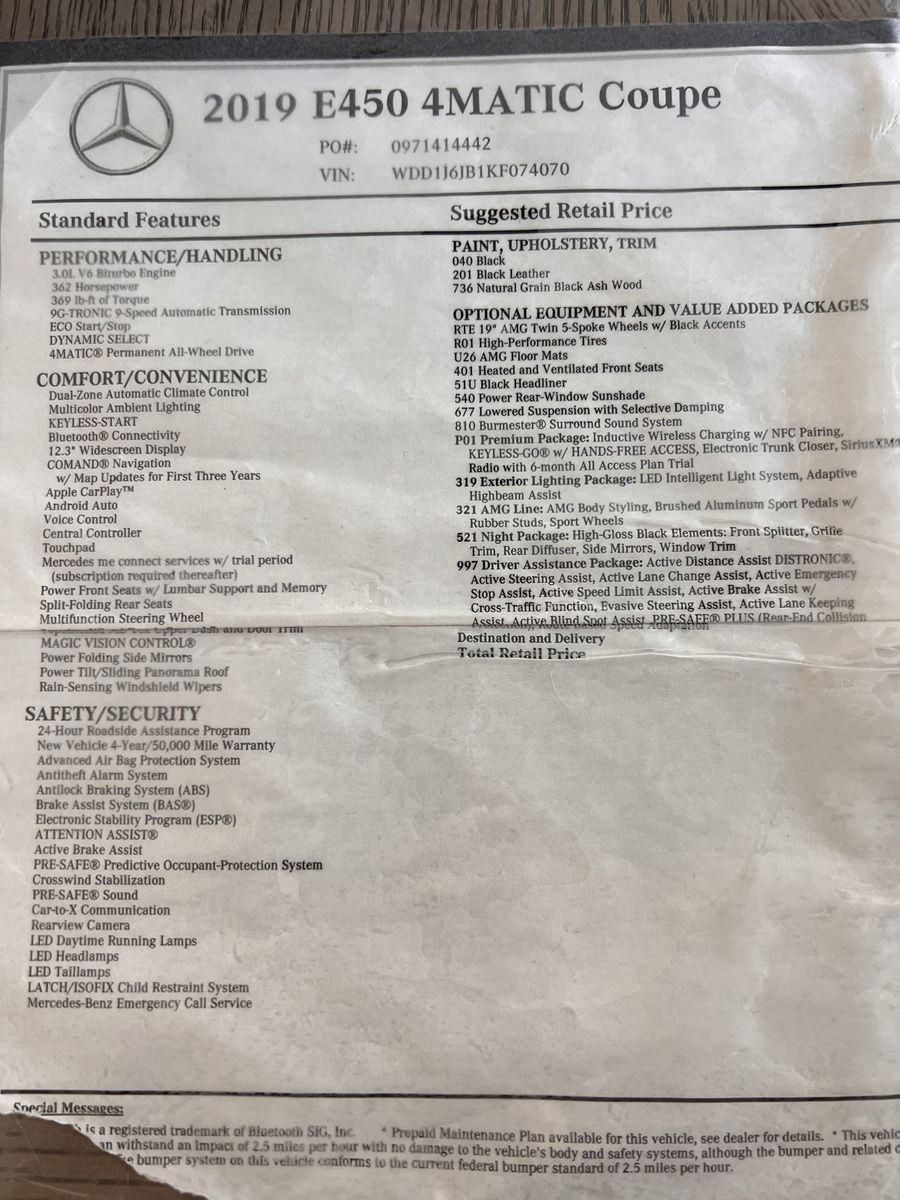 2019 E450 4MATIC Coupe
PO#: 0971414442
VIN: WDD1J6JB1KF074070
Standard Features
PERFORMANCE/HANDLING
3.0L V6 Biturbo Engine
362 Horsepower
369 lb-ft of Torque
9G-TRONIC 9-Speed Automatic Transmission
ECO Start/Stop
DYNAMIC SELECT
4MATIC® Permanent All-Wheel Drive
COMFORT/CONVENIENCE
Dual-Zone Automatic Climate Control
Multicolor Ambient Lighting
KEYLESS-START
Bluetooth® Connectivity
12.3" Widescreen Display
COMAND® Navigation
w/ Map Updates for First Three Years
Apple CarPlay™
Android Auto
Voice Control
Central Controller
Touchpad
Mercedes me connect services w/ trial period
(subscription required thereafter)
Power Front Seats w/ Lumbar Support and Memory
Split-Folding Rear Seats
Multifunction Steering Wheel
Upper Dash and Door Trim
MAGIC VISION CONTROL®
Power Folding Side Mirrors
Power Tilt/Sliding Panorama Roof
Rain-Sensing Windshield Wipers
SAFETY/SECURITY
24-Hour Roadside Assistance Program
New Vehicle 4-Year/50,000 Mile Warranty
Advanced Air Bag Protection System
Antitheft Alarm System
Antilock Braking System (ABS)
Brake Assist System (BAS®)
Electronic Stability Program (ESP®)
ATTENTION ASSIST®
Active Brake Assist
PRE-SAFE® Predictive Occupant-Protection System
Crosswind Stabilization
PRE-SAFE® Sound
Car-to-X Communication
Rearview Camera
LED Daytime Running Lamps
LED Headlamps
LED Taillamps
LATCH/ISOFIX Child Restraint System
Mercedes-Benz Emergency Call Service
Suggested Retail Price
PAINT, UPHOLSTERY, TRIM
040 Black
201 Black Leather
736 Natural Grain Black Ash Wood
OPTIONAL EQUIPMENT AND VALUE ADDED PACKAGES
RTE 19" AMG Twin 5-Spoke Wheels w/ Black Accents
R01 High-Performance Tires
U26 AMG Floor Mats
401 Heated and Ventilated Front Seats
51U Black Headliner
540 Power Rear-Window Sunshade
677 Lowered Suspension with Selective Damping
810 Burmester® Surround Sound System
P01 Premium Package: Inductive Wireless Charging w/ NFC Pairing,
KEYLESS-GO® w/ HANDS-FREE ACCESS, Electronic Trunk Closer, SiriusXM®
Radio with 6-month All Access Plan Trial
319 Exterior Lighting Package: LED Intelligent Light System, Adaptive
Highbeam Assist
321 AMG Line: AMG Body Styling, Brushed Aluminum Sport Pedals w/
Rubber Studs, Sport Wheels
521 Night Package: High-Gloss Black Elements: Front Splitter, Grille
Trim, Rear Diffuser, Side Mirrors, Window Trim
997 Driver Assistance Package: Active Distance Assist DISTRONIC®,
Active Steering Assist, Active Lane Change Assist, Active Emergency
Stop Assist, Active Speed Limit Assist, Active Brake Assist w/
Cross-Traffic Function, Evasive Steering Assist, Active Lane Keeping
Assist, Active Blind Spot Assist, PRE-SAFE® PLUS (Rear-End Collision
Route-based Speed Adaptation
Destination and Delivery
Total Retail Price
Special Messages:
is a registered trademark of Bluetooth SIG, Inc. * Prepaid Maintenance Plan available for this vehicle, see dealer for details. * This vehic
an withstand an impact of 2.5 miles per hour with no damage to the vehicle's body and safety systems, although the bumper and related c
bumper system on this vehicle conforms to the current federal bumper standard of 2.5 miles per hour.